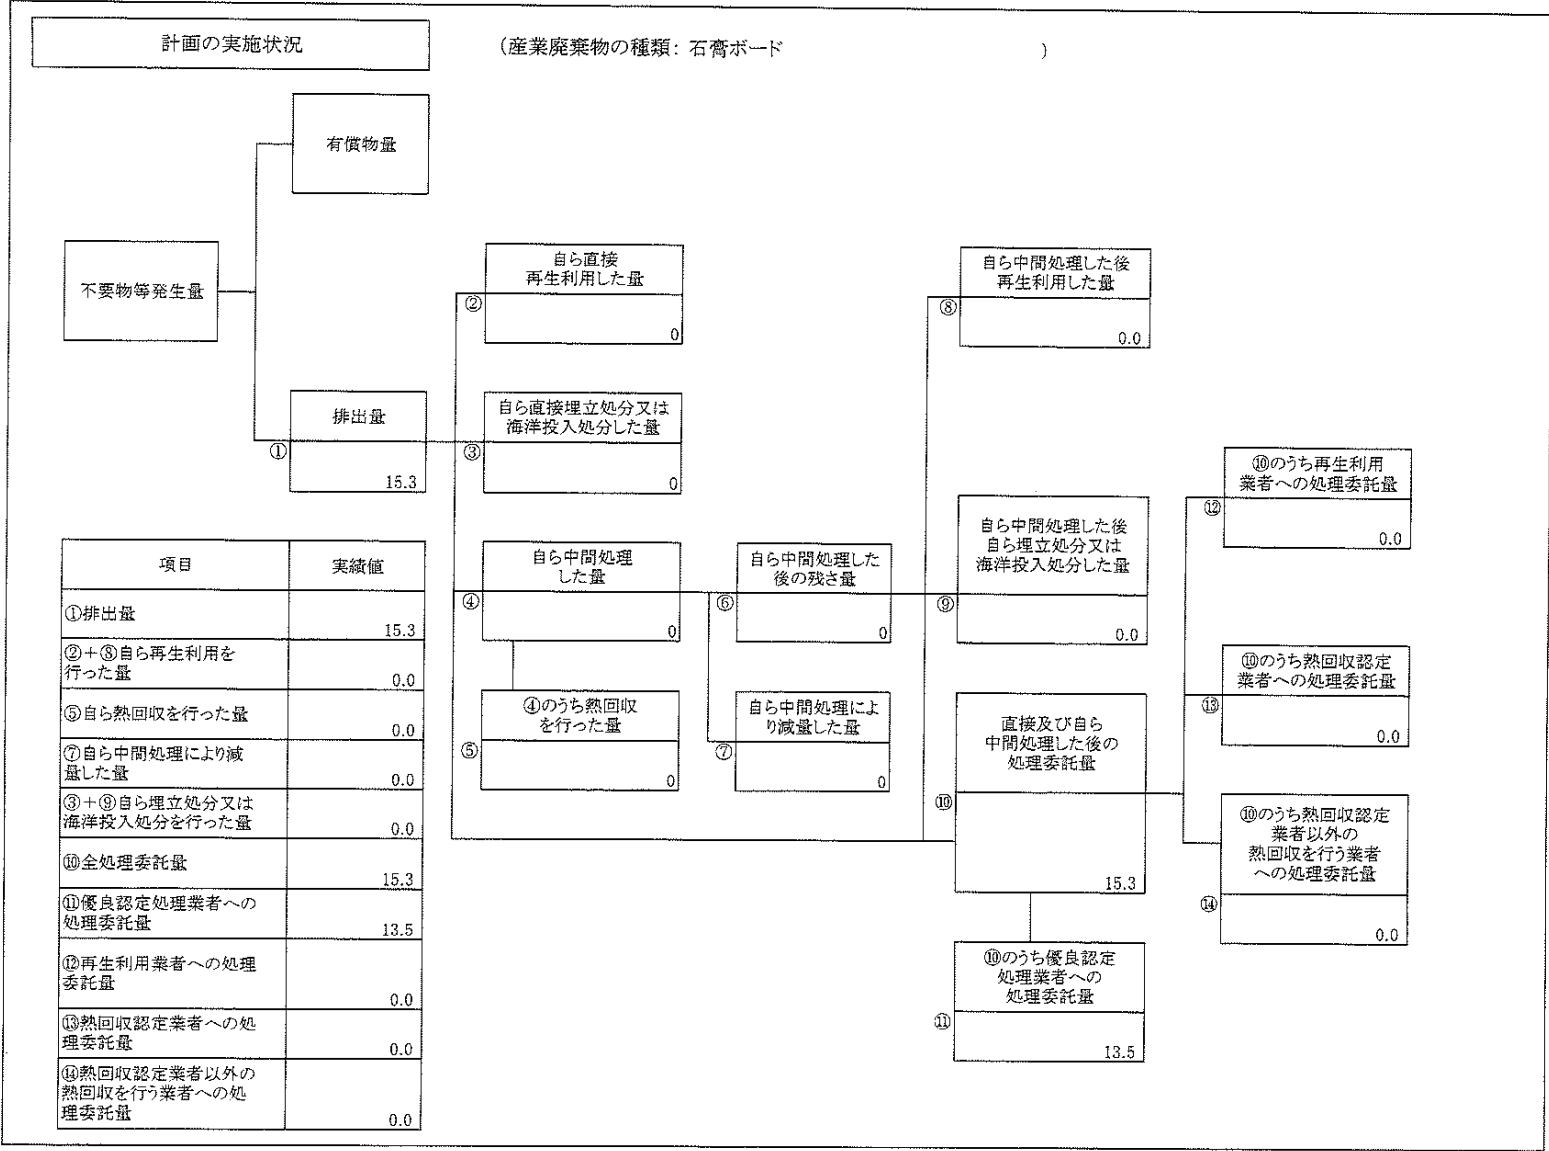 計画の実施状況
（産業廃棄物の種類：石膏ボード　　　　　　）
有償物量
不要物等発生量
排出量
①
15.3
自ら直接
再生利用した量
②
0
自ら直接埋立処分又は
海洋投入処分した量
③
0
自ら中間処理
した量
④
0
④のうち熱回収
を行った量
⑤
0
自ら中間処理した
後の残さ量
⑥
0
自ら中間処理によ
り減量した量
⑦
0
自ら中間処理した後
再生利用した量
⑧
0.0
自ら中間処理した後
自ら埋立処分又は
海洋投入処分した量
⑨
0.0
直接及び自ら
中間処理した後の
処理委託量
⑩
15.3
⑩のうち優良認定
処理業者への
処理委託量
⑪
13.5
⑩のうち再生利用
業者への処理委託量
⑫
0.0
⑩のうち熱回収認定
業者への処理委託量
⑬
0.0
⑩のうち熱回収認定
業者以外の
熱回収を行う業者
への処理委託量
⑭
0.0
項目 実績値
①排出量
15.3
②＋⑧自ら再生利用を
行った量
0.0
⑤自ら熱回収を行った量
0.0
⑦自ら中間処理により減
量した量
0.0
③＋⑨自ら埋立処分又は
海洋投入処分を行った量
0.0
⑩全処理委託量
15.3
⑪優良認定処理業者への
処理委託量
13.5
⑫再生利用業者への処理
委託量
0.0
⑬熱回収認定業者への処
理委託量
0.0
⑭熱回収認定業者以外の
熱回収を行う業者への処
理委託量
0.0